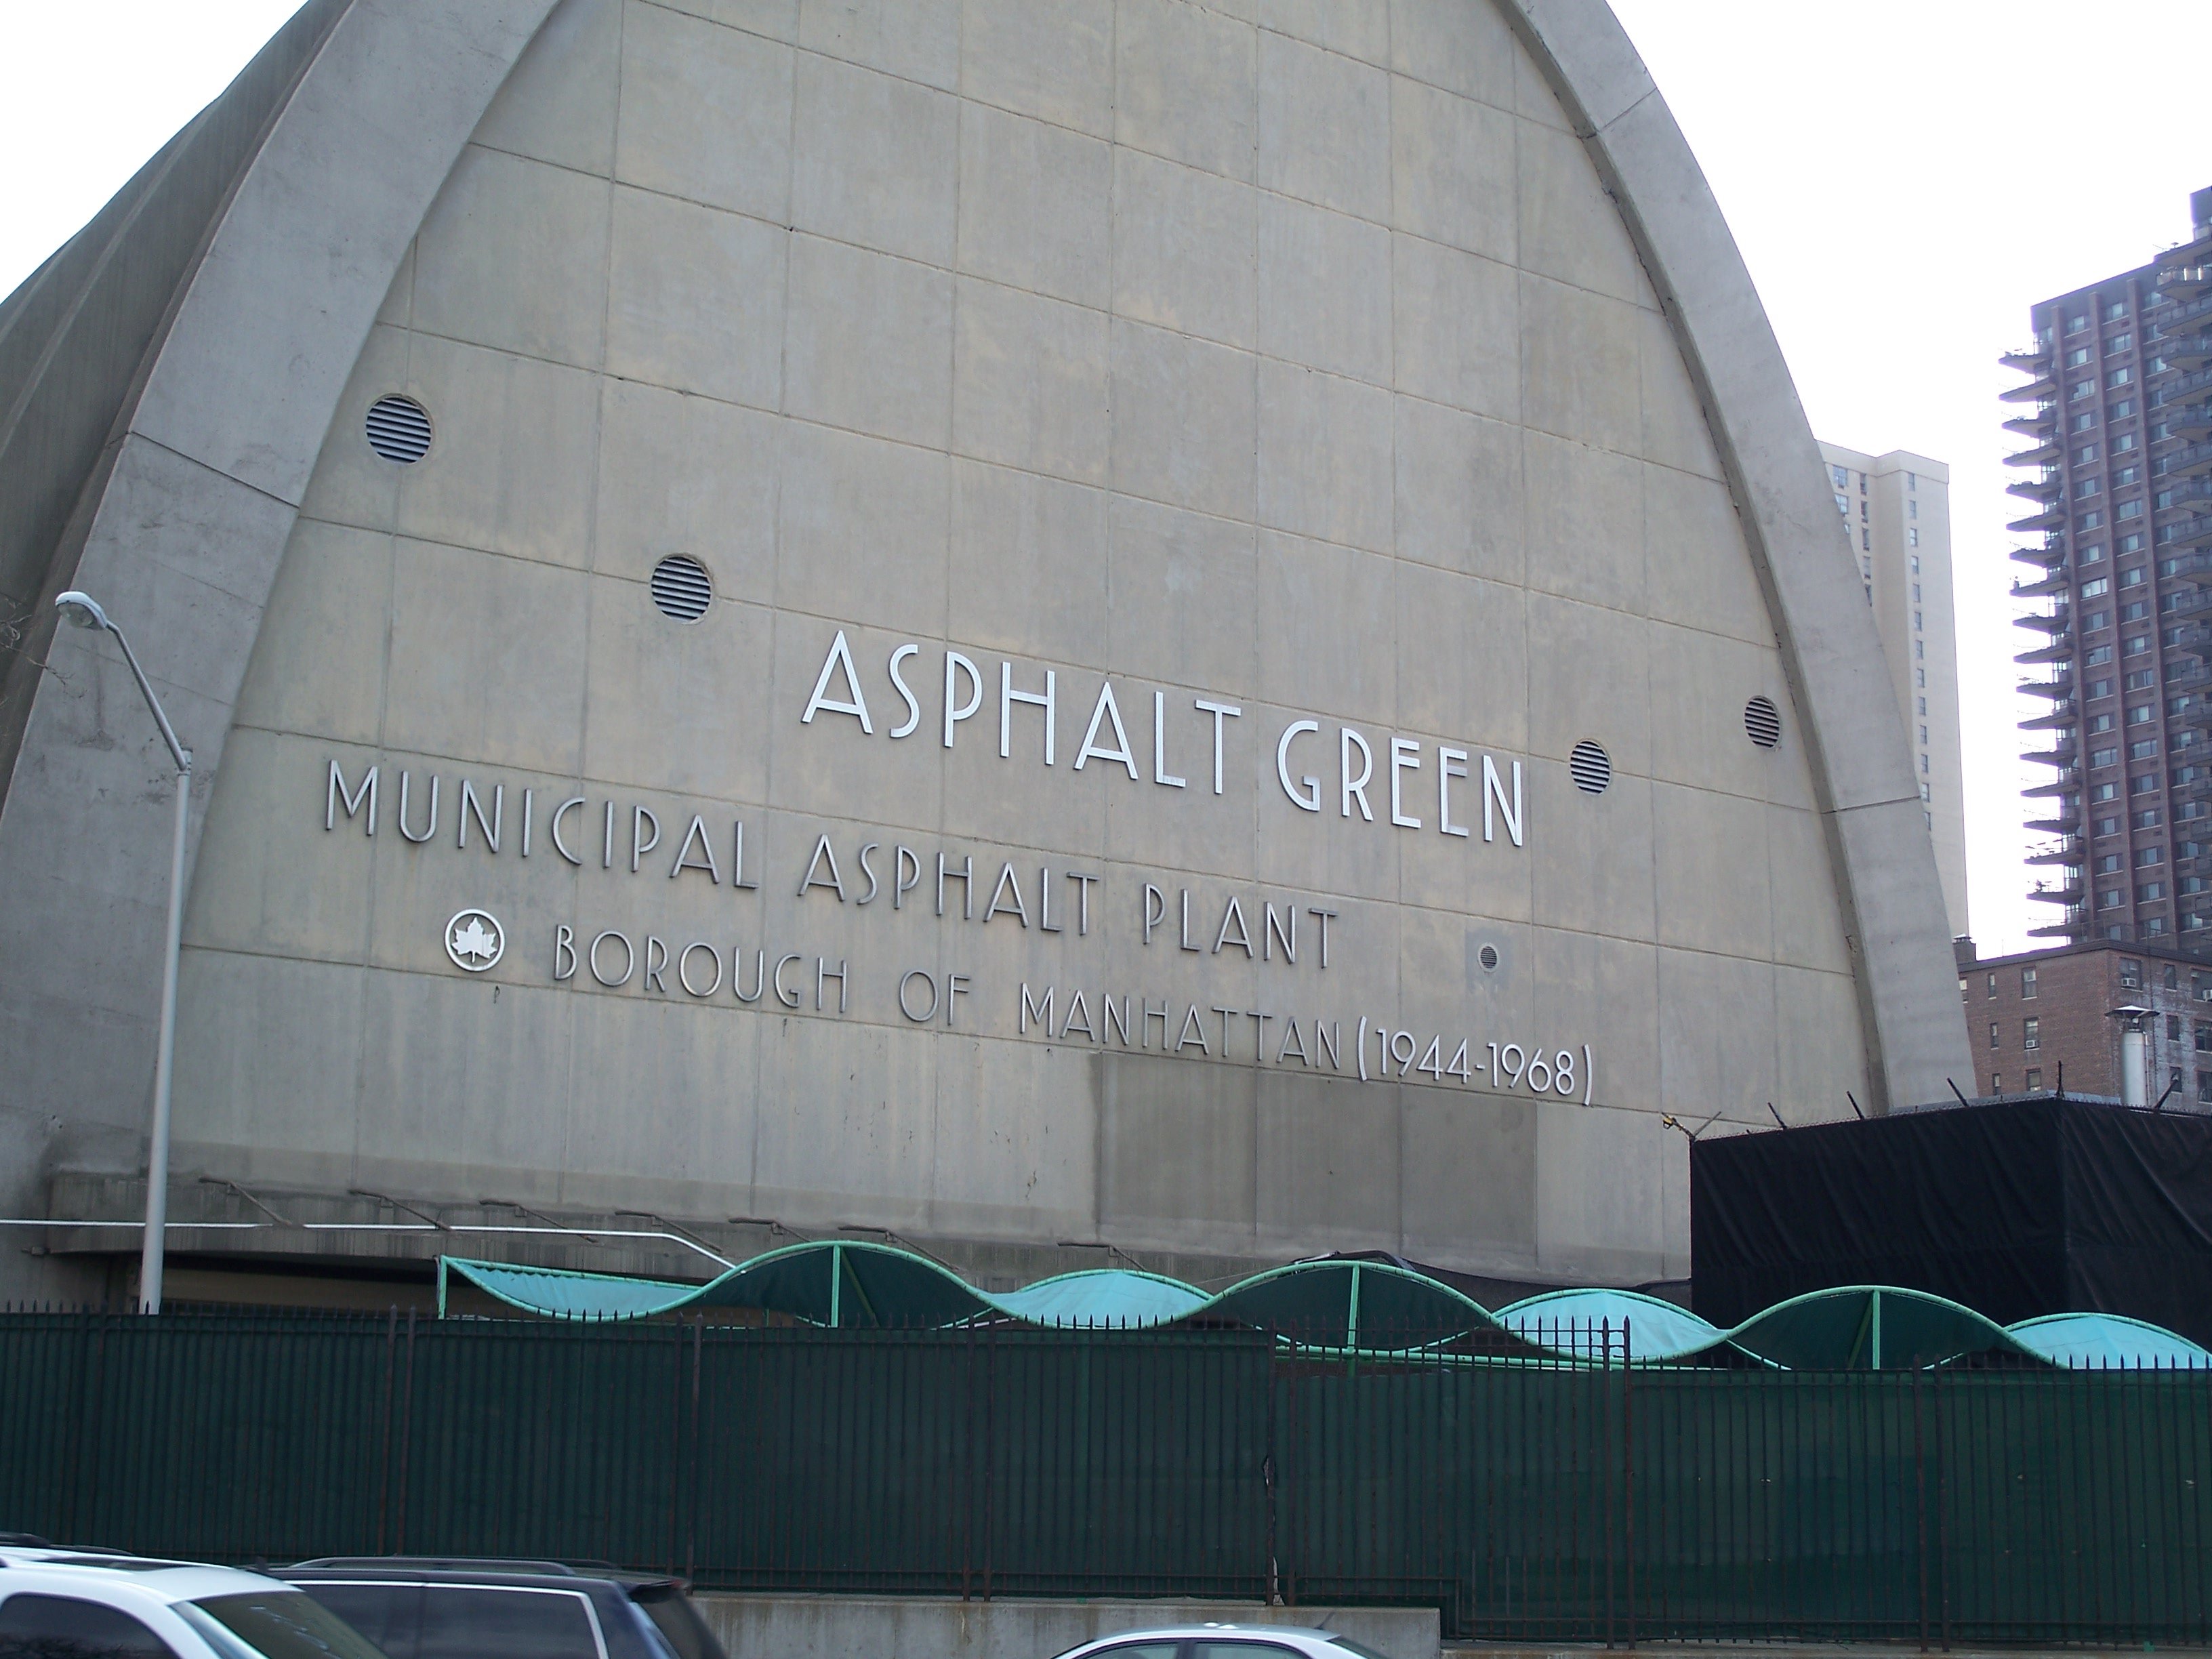 ASPHALT GREEN
MUNICIPAL ASPHALT PLANT
BOROUGH OF MANHATTAN (1944-1968)